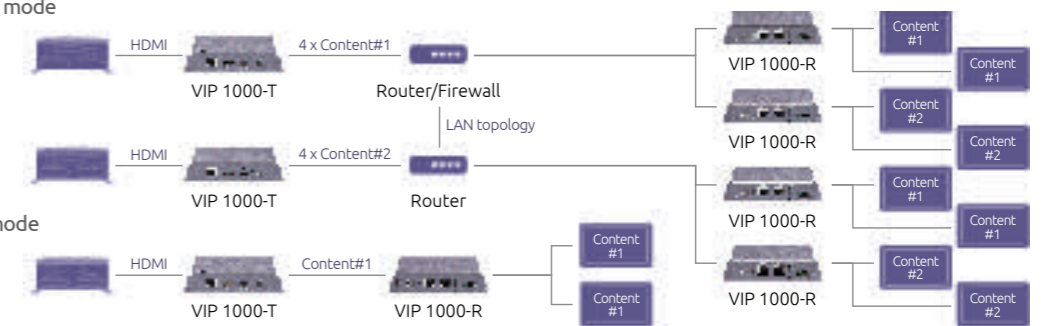 mode
HDMI
4 x Content#1
VIP 1000-T
Router/Firewall
VIP 1000-R
Content
#1
Content
#1
VIP 1000-R
Content
#2
Content
#2
LAN topology
HDMI
4 x Content#2
VIP 1000-T
Router
VIP 1000-R
Content
#1
Content
#1
VIP 1000-R
Content
#2
Content
#2
mode
HDMI
Content#1
VIP 1000-T
VIP 1000-R
Content
#1
Content
#1